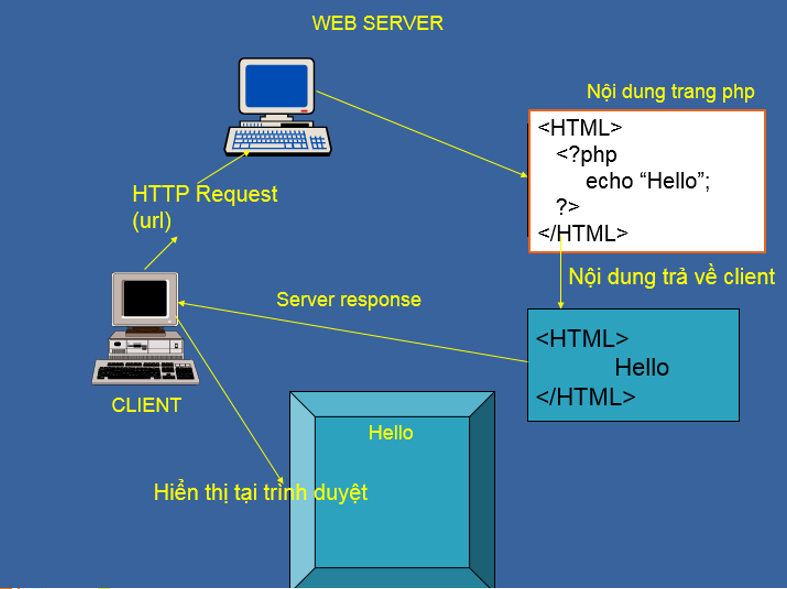 WEB SERVER
Nội dung trang php
<HTML>
<?php
echo “Hello”;
?>
</HTML>
HTTP Request
(url)
Nội dung trả về client
Server response
<HTML>
Hello
</HTML>
CLIENT
Hello
Hiển thị tại trình duyệt